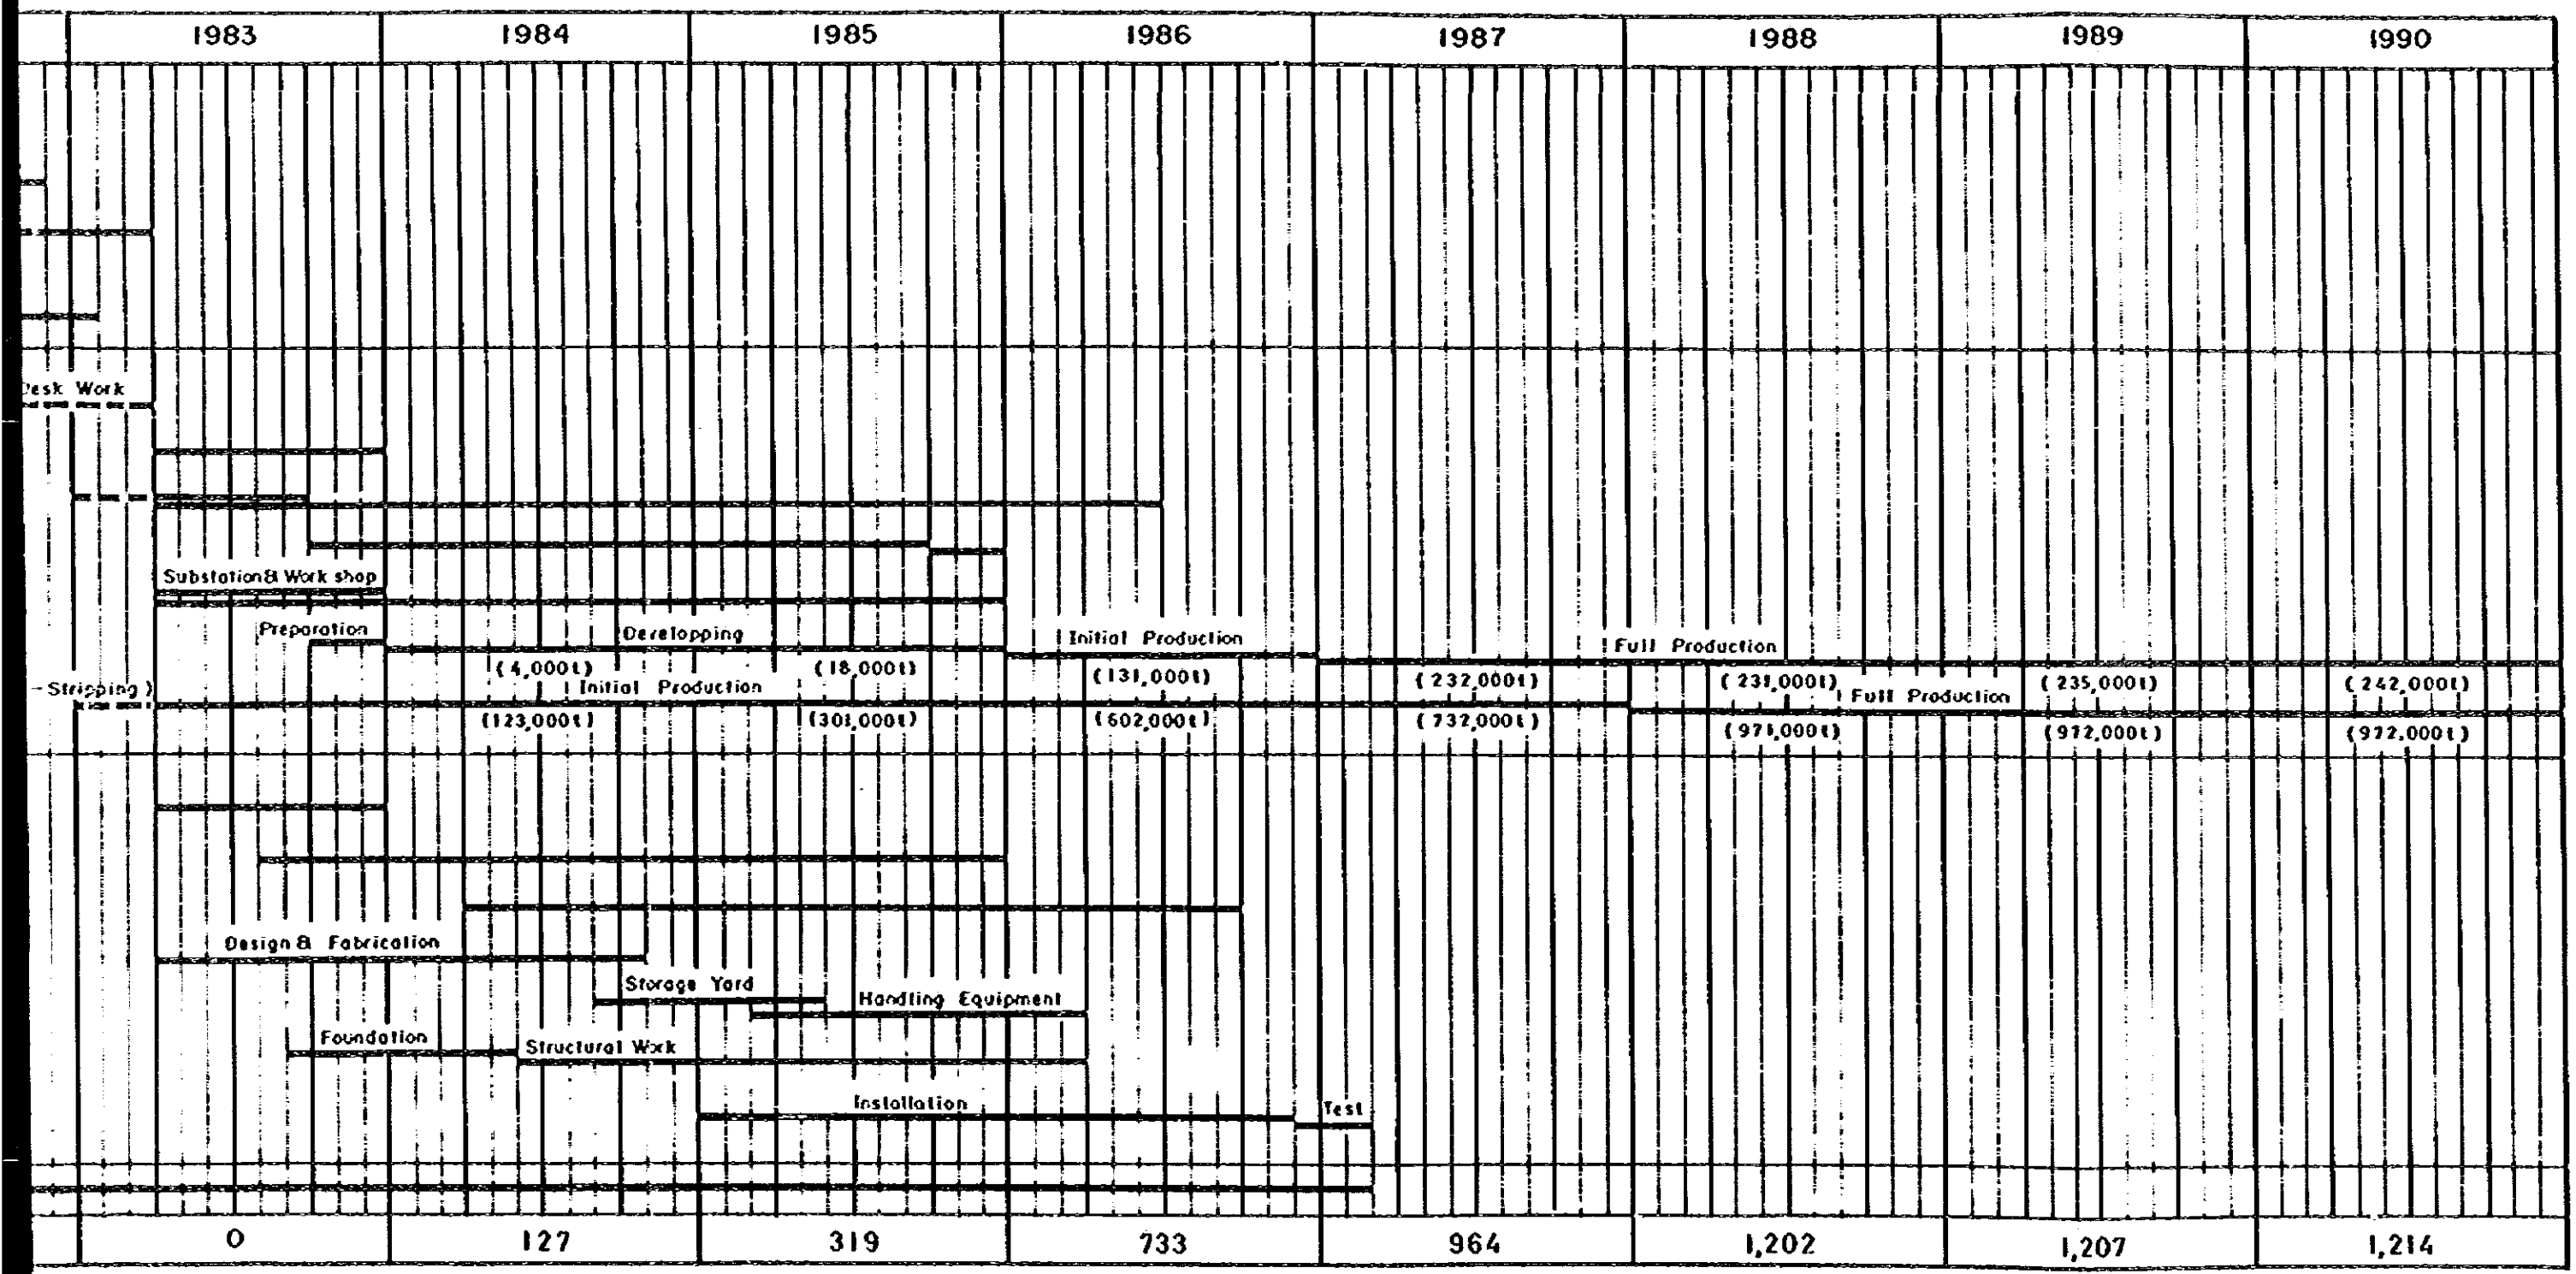 1983 1984 1985 1986 1987 1988 1989 1990
Desk Work
Substation & Work shop
Preparation Developping Initial Production Full Production
(4,000t) (18,000t) (131,000t) (232,000t) (231,000t) (235,000t) (242,000t)
-Stripping) Initial Production Full Production
(123,000t) (301,000t) (602,000t) (732,000t) (971,000t) (972,000t) (972,000t)
Design & Fabrication
Storage Yard Handling Equipment
Foundation Structural Work
Installation Test
0 127 319 733 964 1,202 1,207 1,214